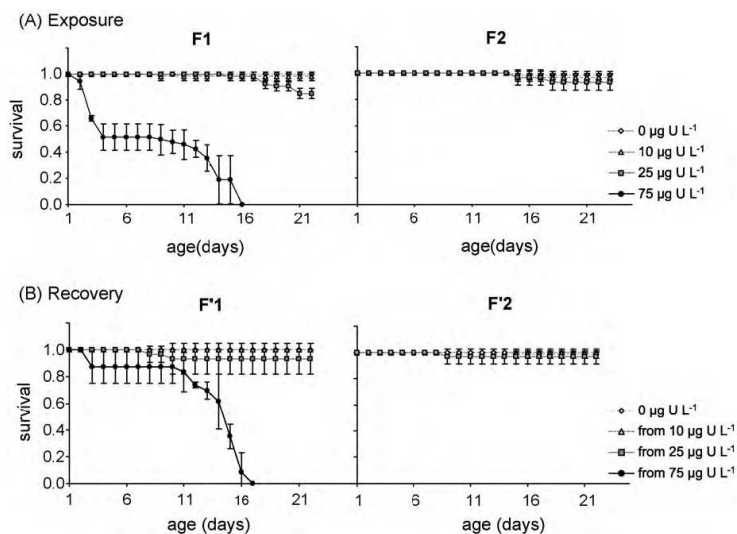 (A) Exposure
F1
F2
survival
1.0
0.8
0.6
0.4
0.2
0.0
1 6 11 16 21
1 6 11 16 21
age(days)
age(days)
0 µg U L-1
10 µg U L-1
25 µg U L-1
75 µg U L-1
(B) Recovery
F'1
F'2
survival
1.0
0.8
0.6
0.4
0.2
0.0
1 6 11 16 21
1 6 11 16 21
age (days)
age (days)
0 µg U L-1
from 10 µg U L-1
from 25 µg U L-1
from 75 µg U L-1